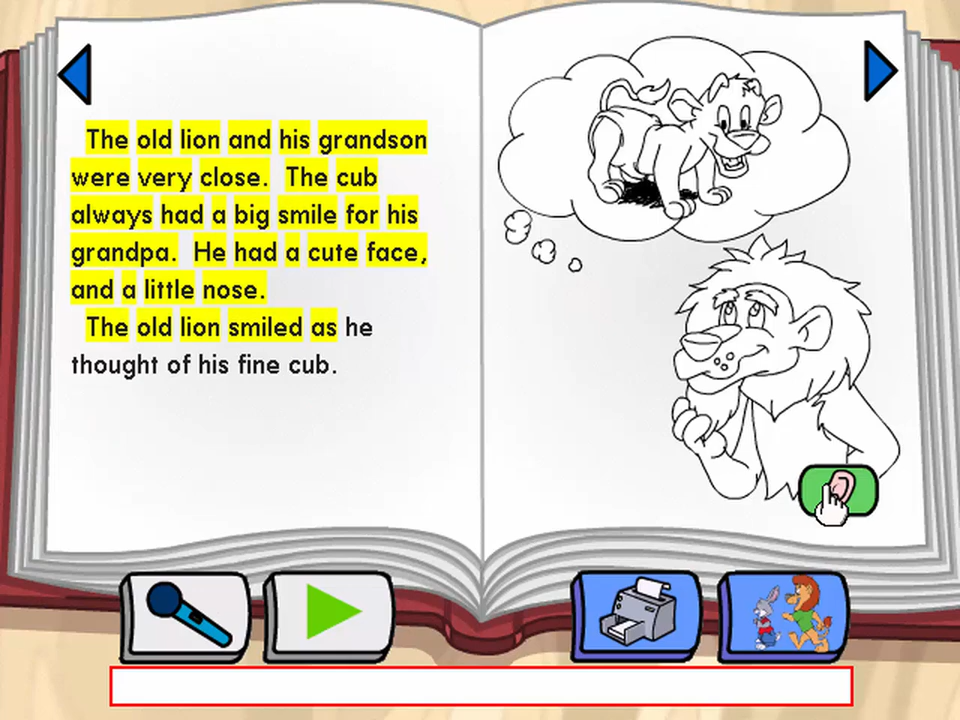 The old lion and his grandson
were very close. The cub
always had a big smile for his
grandpa. He had a cute face,
and a little nose.
The old lion smiled as he
thought of his fine cub.